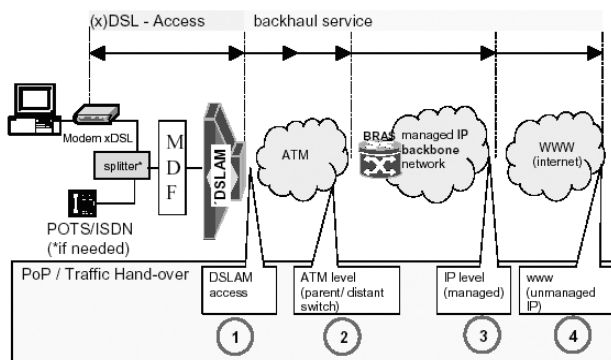 (x)DSL - Access
backhaul service
Modem xDSL
splitter*
POTS/ISDN
(*if needed)
M
D
F
DSLAM
ATM
BRAS
managed IP
backbone
network
WWW
(internet)
PoP / Traffic Hand-over
DSLAM
access
ATM level
(parent/ distant
switch)
IP level
(managed)
www
(unmanaged
IP)
1
2
3
4